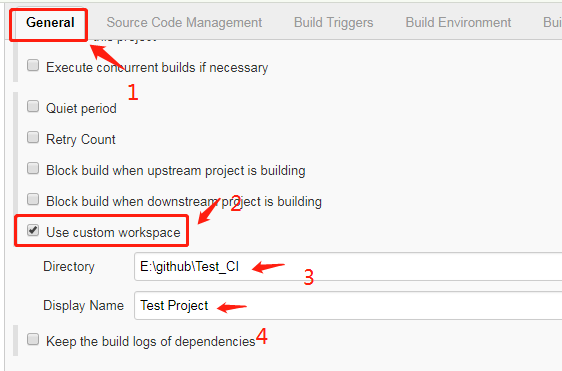 General Source Code Management Build Triggers Build Environment Bui
this project
Execute concurrent builds if necessary
1
Quiet period
Retry Count
Block build when upstream project is building
Block build when downstream project is building
2
Use custom workspace
Directory E:\github\Test_CI
3
Display Name Test Project
4
Keep the build logs of dependencies